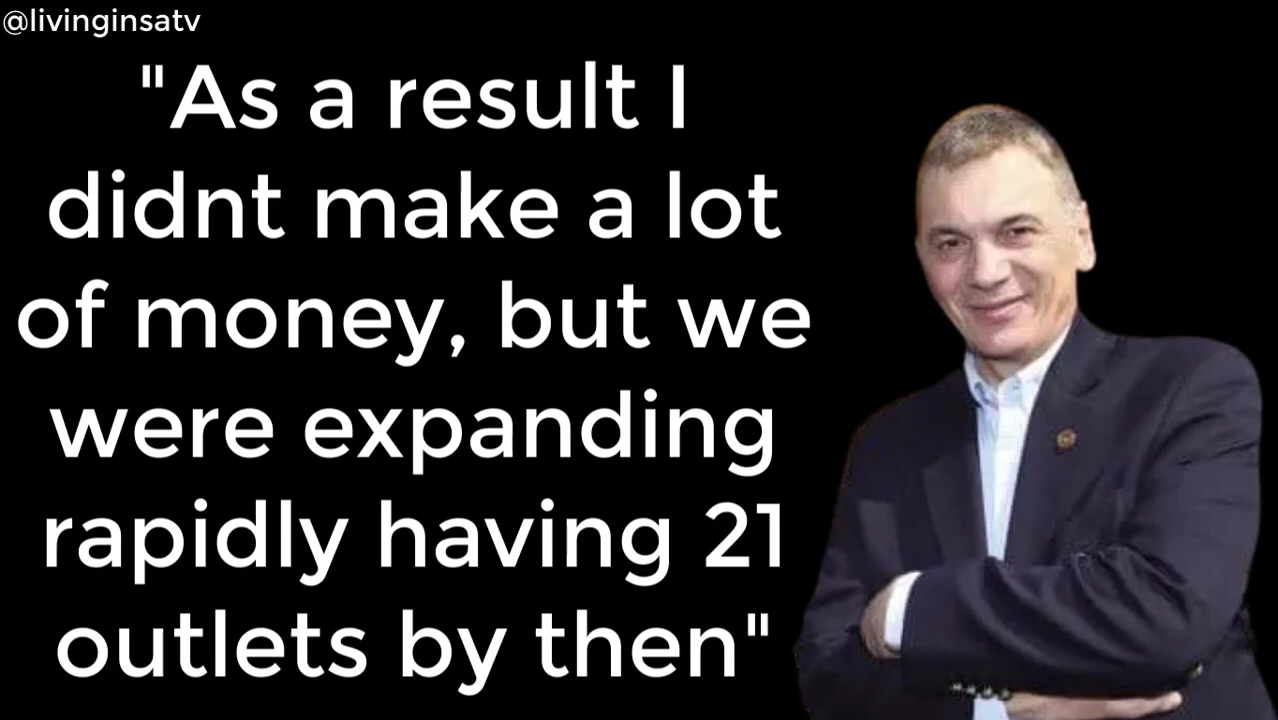 @livinginsatv
"As a result I
didnt make a lot
of money, but we
were expanding
rapidly having 21
outlets by then"